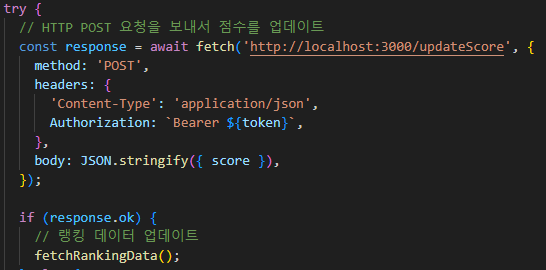 try {
// HTTP POST 요청을 보내서 점수를 업데이트
const response = await fetch('http://localhost:3000/updateScore', {
method: 'POST',
headers: {
'Content-Type': 'application/json',
Authorization: `Bearer ${token}`,
},
body: JSON.stringify({ score }),
});
if (response.ok) {
// 랭킹 데이터 업데이트
fetchRankingData();